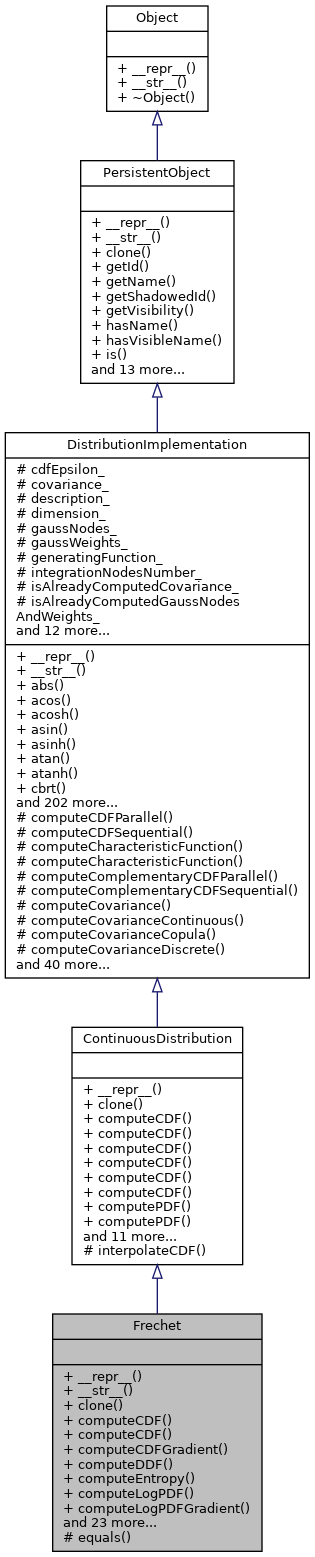 Object
+ __repr__()
+ __str__()
+ ~Object()
PersistentObject
+ __repr__()
+ __str__()
+ clone()
+ getId()
+ getName()
+ getShadowedId()
+ getVisibility()
+ hasName()
+ hasVisibleName()
+ is()
and 13 more...
DistributionImplementation
# cdfEpsilon_
# covariance_
# description_
# dimension_
# gaussNodes_
# gaussWeights_
# generatingFunction_
# integrationNodesNumber_
# isAlreadyComputedCovariance_
# isAlreadyComputedGaussNodes
AndWeights_
and 12 more...
+ __repr__()
+ __str__()
+ abs()
+ acos()
+ acosh()
+ asin()
+ asinh()
+ atan()
+ atanh()
+ cbrt()
and 202 more...
# computeCDFParallel()
# computeCDFSequential()
# computeCharacteristicFunction()
# computeCharacteristicFunction()
# computeComplementaryCDFParallel()
# computeComplementaryCDFSequential()
# computeCovariance()
# computeCovarianceContinuous()
# computeCovarianceCopula()
# computeCovarianceDiscrete()
and 40 more...
ContinuousDistribution
+ __repr__()
+ clone()
+ computeCDF()
+ computeCDF()
+ computeCDF()
+ computeCDF()
+ computeCDF()
+ computeCDF()
+ computePDF()
+ computePDF()
and 11 more...
# interpolateCDF()
Frechet
+ __repr__()
+ __str__()
+ clone()
+ computeCDF()
+ computeCDF()
+ computeCDFGradient()
+ computeDDF()
+ computeEntropy()
+ computeLogPDF()
+ computeLogPDFGradient()
and 23 more...
# equals()